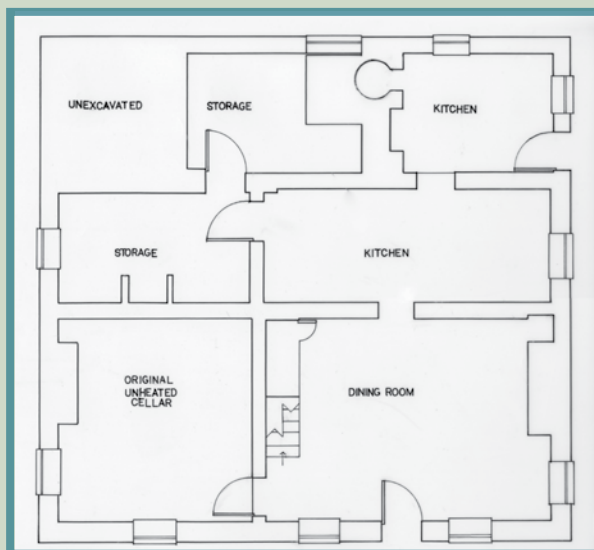 UNEXCAVATED
STORAGE
KITCHEN
STORAGE
KITCHEN
ORIGINAL
UNHEATED
CELLAR
DINING ROOM